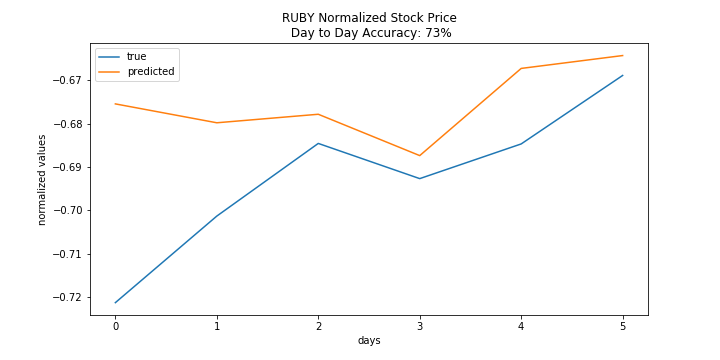 RUBY Normalized Stock Price
Day to Day Accuracy: 73%
true
predicted
normalized values
−0.67
−0.68
−0.69
−0.70
−0.71
−0.72
0 1 2 3 4 5
days